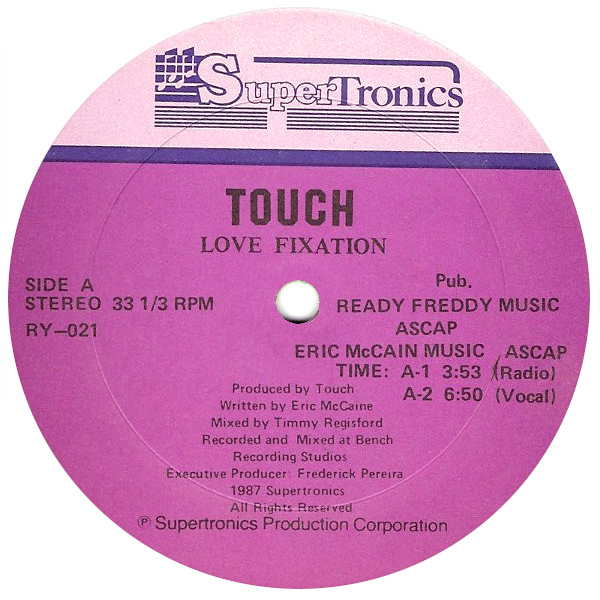 SuperTronics
TOUCH
LOVE FIXATION
SIDE A
STEREO 33 1/3 RPM
RY—021
Pub.
READY FREDDY MUSIC
ASCAP
ERIC McCAIN MUSIC ASCAP
TIME: A-1 3:53 (Radio)
A-2 6:50 (Vocal)
Produced by Touch
Written by Eric McCaine
Mixed by Timmy Regisford
Recorded and Mixed at Bench
Recording Studios
Executive Producer: Frederick Pereira
1987 Supertronics
All Rights Reserved
℗ Supertronics Production Corporation